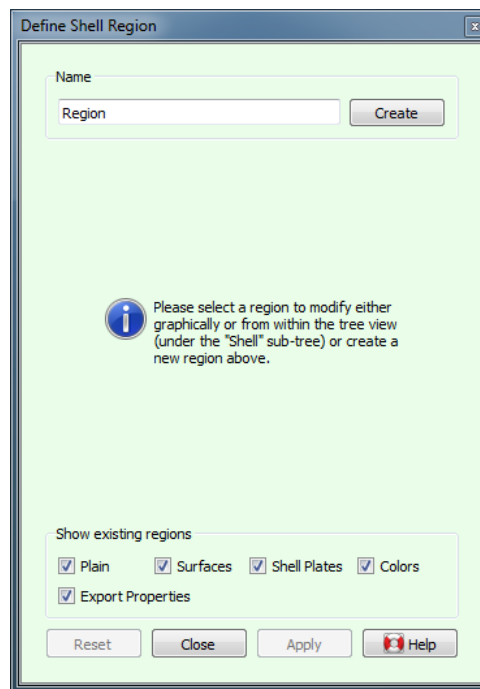 Define Shell Region
Name
Region
Create
Please select a region to modify either
graphically or from within the tree view
(under the "Shell" sub-tree) or create a
new region above.
Show existing regions
Plain Surfaces Shell Plates Colors
Export Properties
Reset Close Apply Help